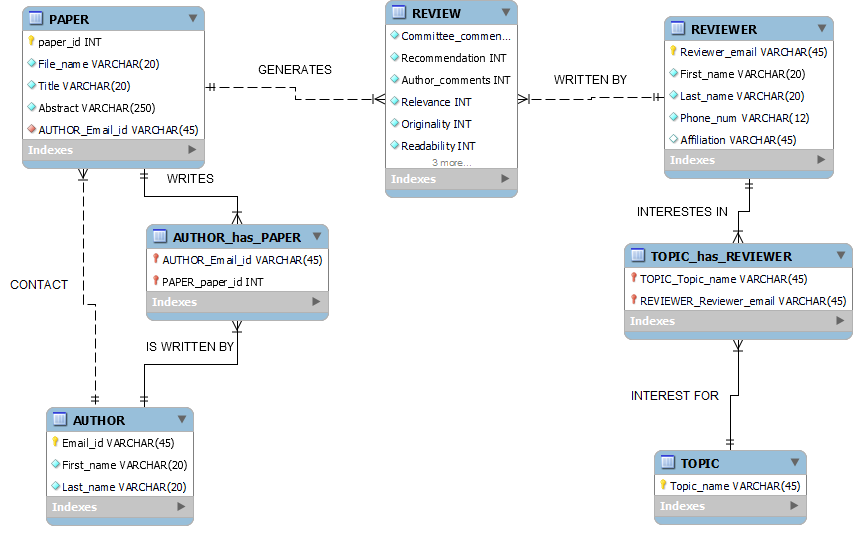 PAPER
paper_id INT
File_name VARCHAR(20)
Title VARCHAR(20)
Abstract VARCHAR(250)
AUTHOR_Email_id VARCHAR(45)
Indexes
GENERATES
REVIEW
Committee_commen...
Recommendation INT
Author_comments INT
Relevance INT
Originality INT
Readability INT
3 more...
Indexes
WRITTEN BY
REVIEWER
Reviewer_email VARCHAR(45)
First_name VARCHAR(20)
Last_name VARCHAR(20)
Phone_num VARCHAR(12)
Affiliation VARCHAR(45)
Indexes
WRITES
INTERESTES IN
AUTHOR_has_PAPER
AUTHOR_Email_id VARCHAR(45)
PAPER_paper_id INT
Indexes
TOPIC_has_REVIEWER
TOPIC_Topic_name VARCHAR(45)
REVIEWER_Reviewer_email VARCHAR(45)
Indexes
CONTACT
IS WRITTEN BY
INTEREST FOR
AUTHOR
Email_id VARCHAR(45)
First_name VARCHAR(20)
Last_name VARCHAR(20)
Indexes
TOPIC
Topic_name VARCHAR(45)
Indexes